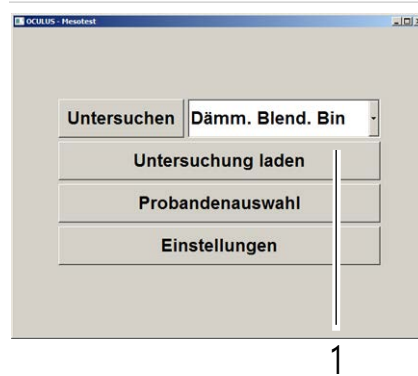 OCULUS - Mesotest
Untersuchen Dämm. Blend. Bin
Untersuchung laden
Probandenauswahl
Einstellungen
1